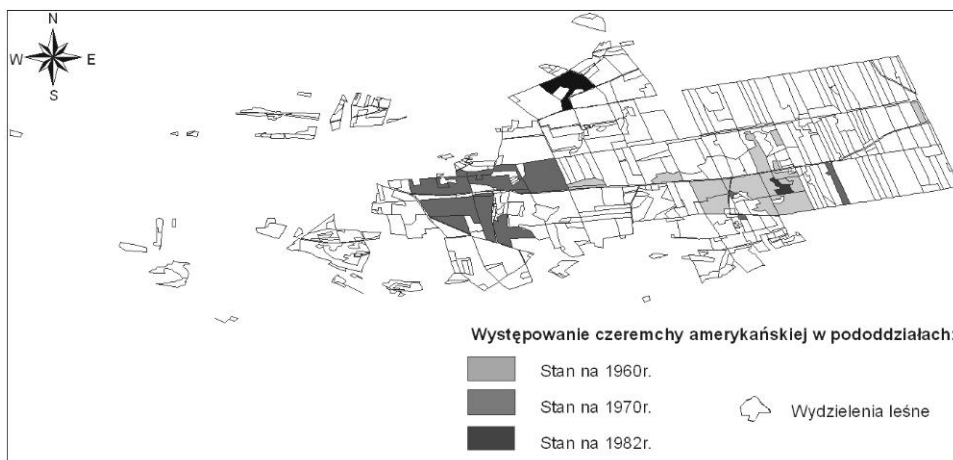 N
W E
S
Występowanie czeremchy amerykańskiej w pododdziałach:
Stan na 1960r.
Stan na 1970r.
Wydzielenia leśne
Stan na 1982r.